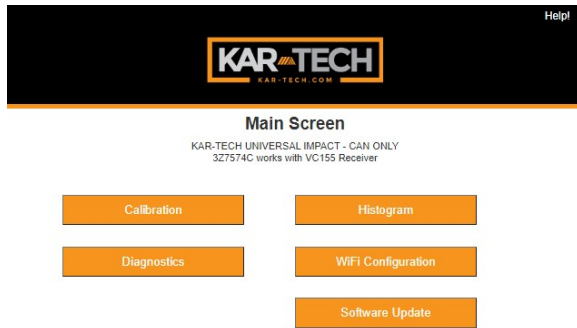 Help!
KAR-TECH
KAR-TECH.COM
Main Screen
KAR-TECH UNIVERSAL IMPACT - CAN ONLY
3Z7574C works with VC155 Receiver
Calibration
Histogram
Diagnostics
WiFi Configuration
Software Update